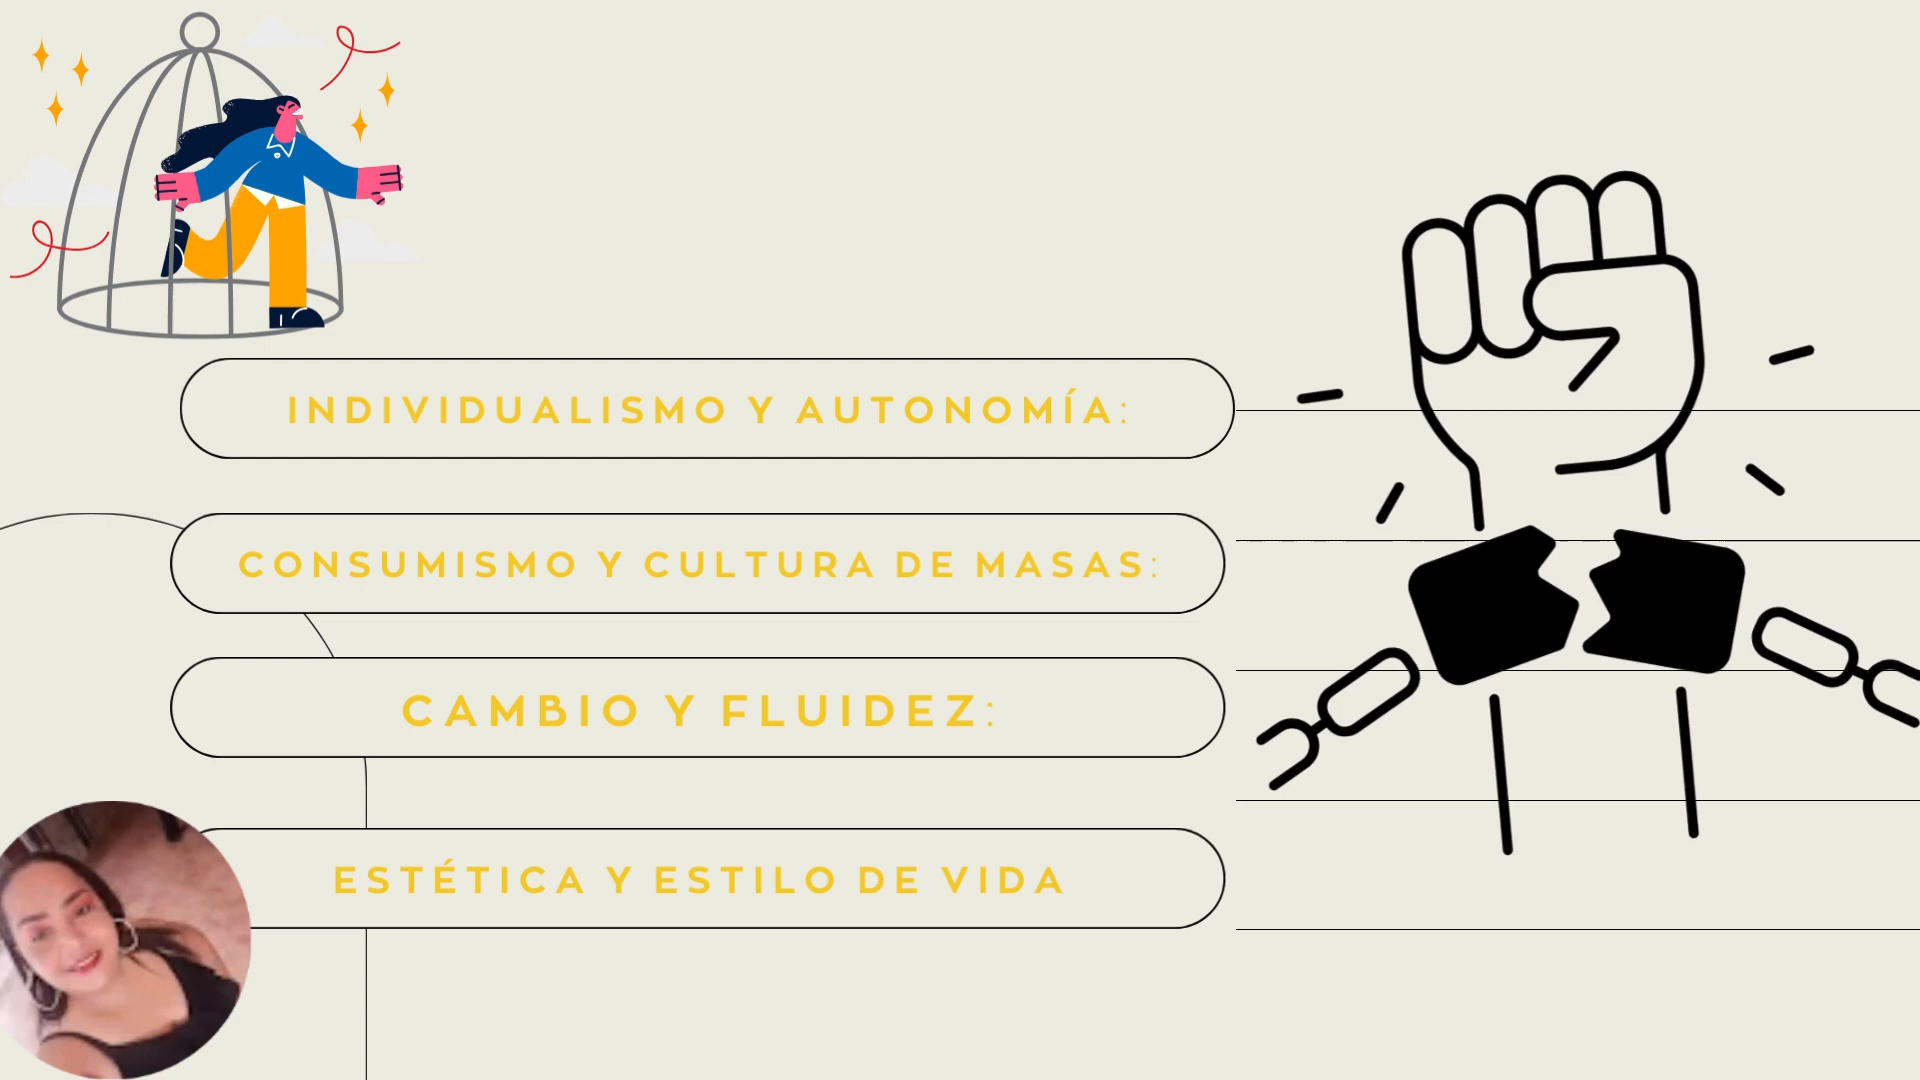 INDIVIDUALISMO Y AUTONOMÍA:
CONSUMISMO Y CULTURA DE MASAS:
CAMBIO Y FLUIDEZ:
ESTÉTICA Y ESTILO DE VIDA